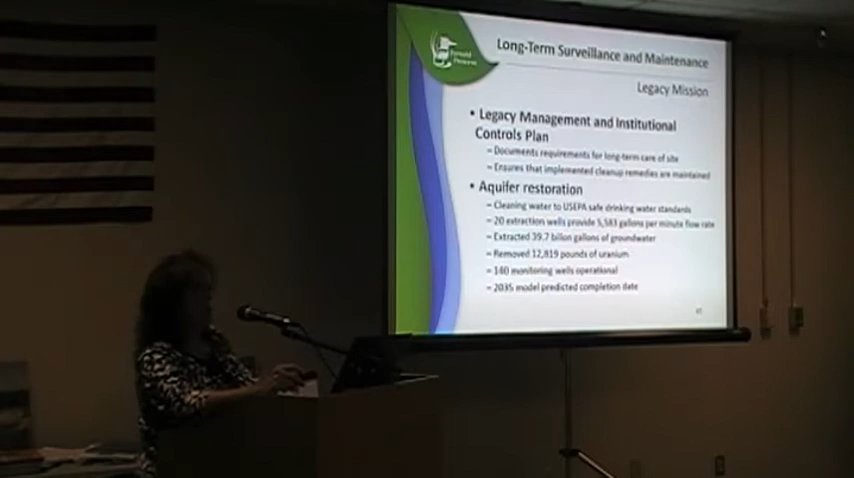 Fernald
Preserve
Long-Term Surveillance and Maintenance
Legacy Mission
• Legacy Management and Institutional
Controls Plan
– Documents requirements for long-term care of site
– Ensures that implemented cleanup remedies are maintained
• Aquifer restoration
– Cleaning water to USEPA safe drinking water standards
– 20 extraction wells provide 5,583 gallons per minute flow rate
– Extracted 39.7 billion gallons of groundwater
– Removed 12,819 pounds of uranium
– 140 monitoring wells operational
– 2035 model predicted completion date